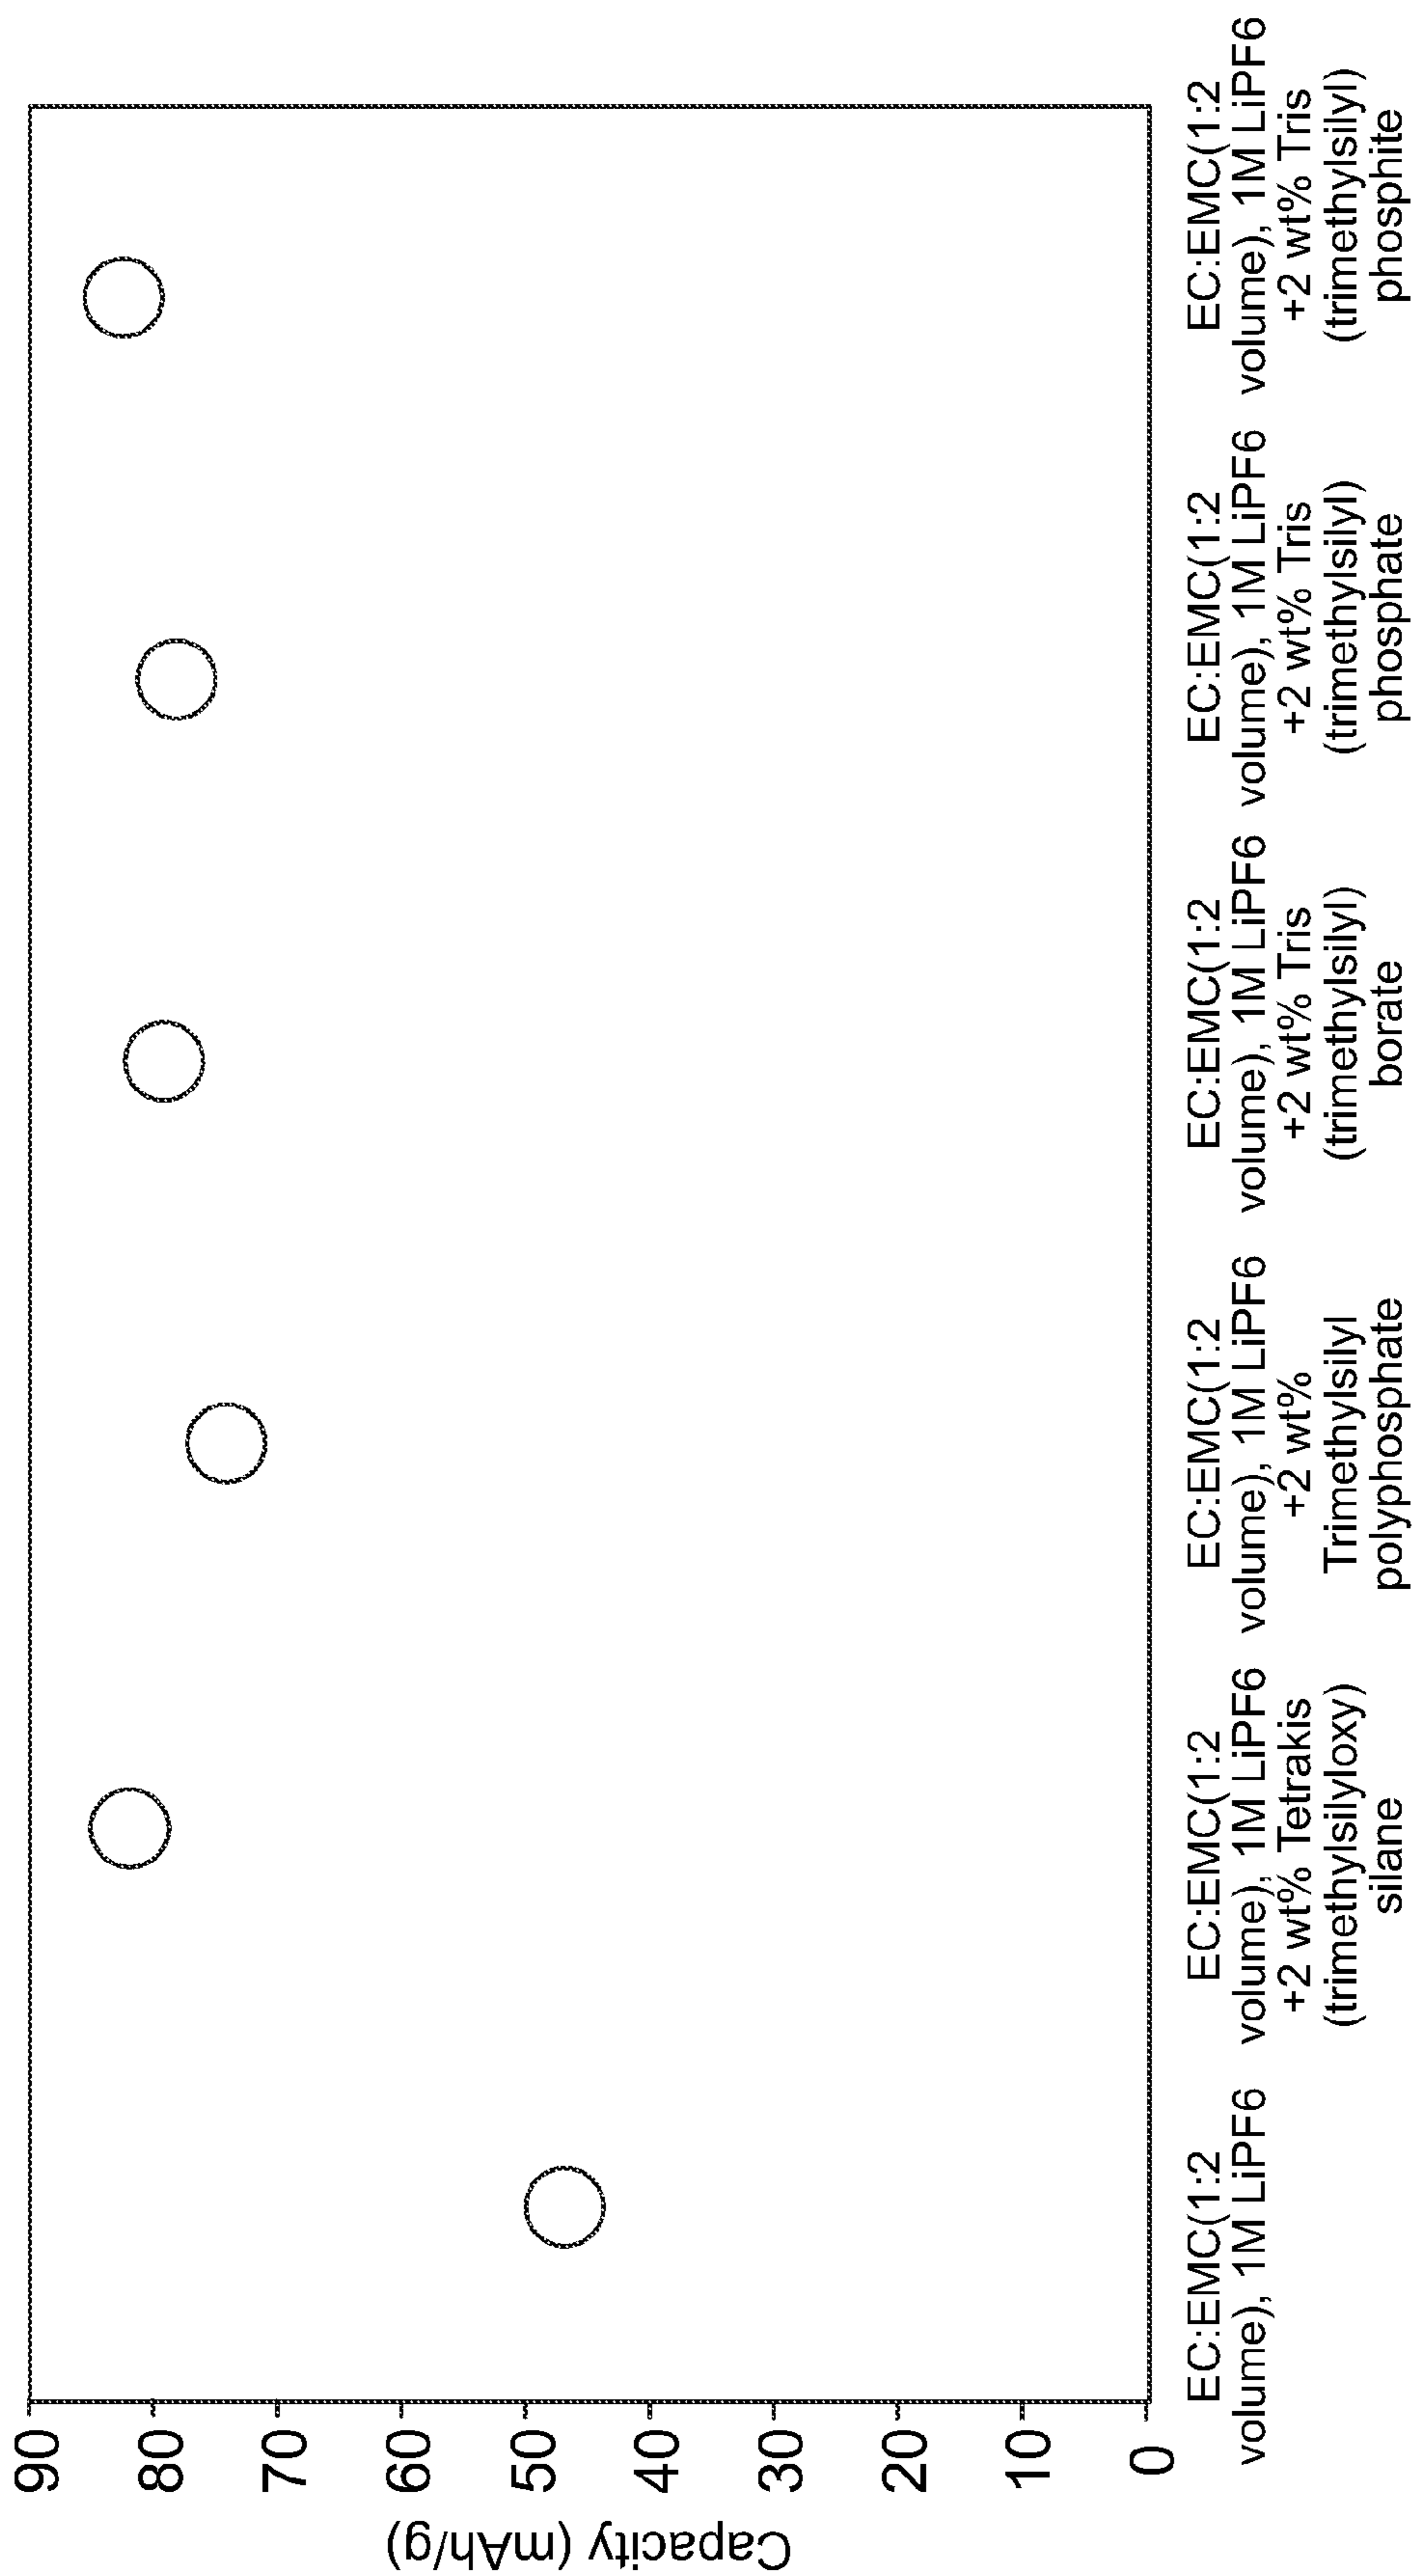 Capacity (mAh/g)
90
80
70
60
50
40
30
20
10
0
EC:EMC(1:2
volume), 1M LiPF6
EC:EMC(1:2
volume), 1M LiPF6
+2 wt% Tetrakis
(trimethylsilyloxy)
silane
EC:EMC(1:2
volume), 1M LiPF6
+2 wt%
Trimethylsilyl
polyphosphate
EC:EMC(1:2
volume), 1M LiPF6
+2 wt% Tris
(trimethylsilyl)
borate
EC:EMC(1:2
volume), 1M LiPF6
+2 wt% Tris
(trimethylsilyl)
phosphate
EC:EMC(1:2
volume), 1M LiPF6
+2 wt% Tris
(trimethylsilyl)
phosphite